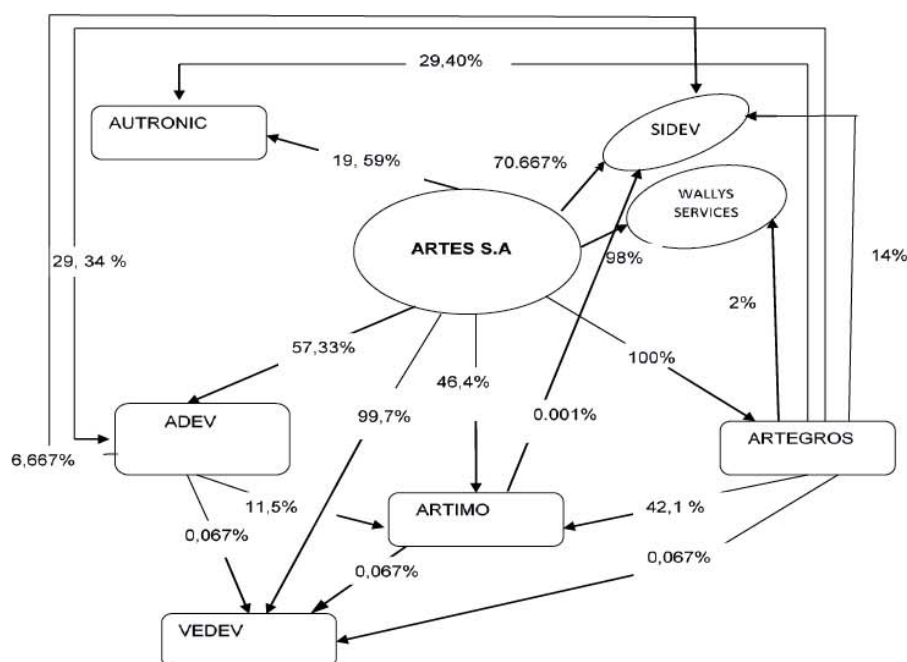 29,40%
AUTRONIC
SIDEV
19, 59%
70.667%
WALLYS
SERVICES
ARTES S.A
29, 34 %
98%
14%
2%
57,33%
100%
46,4%
ADEV
99,7%
0.001%
ARTEGROS
6,667%
11,5%
ARTIMO
42,1 %
0,067%
0,067%
0,067%
VEDEV